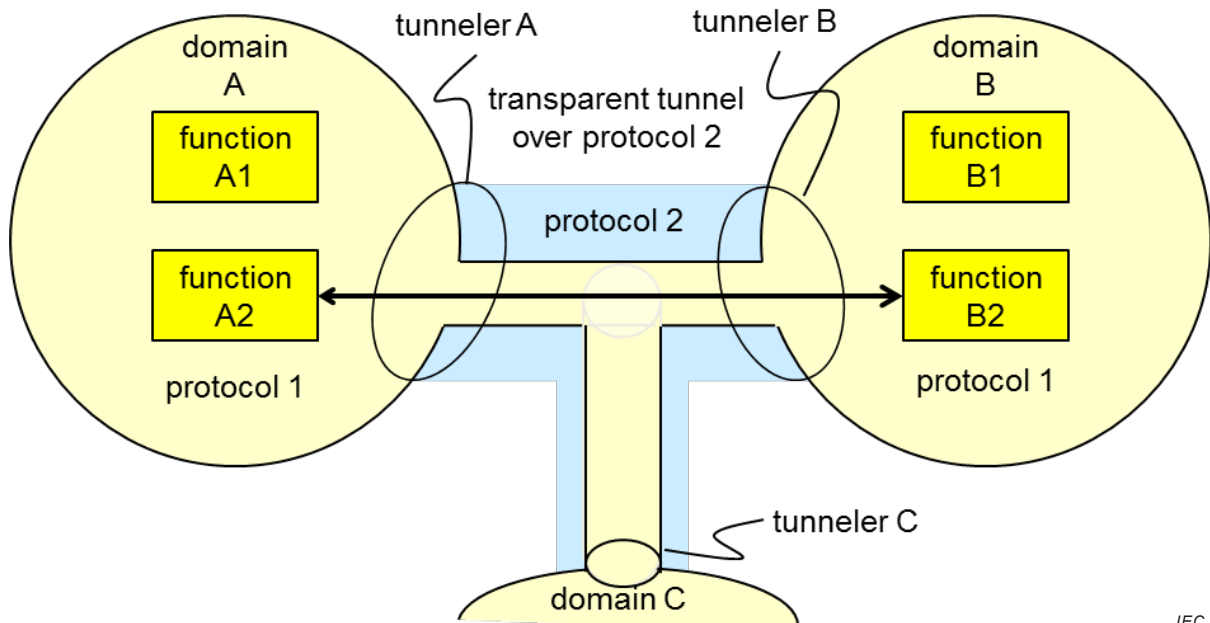 tunneler A
tunneler B
domain
A
domain
B
transparent tunnel
over protocol 2
function
A1
function
B1
protocol 2
function
A2
function
B2
protocol 1
protocol 1
tunneler C
domain C
IEC